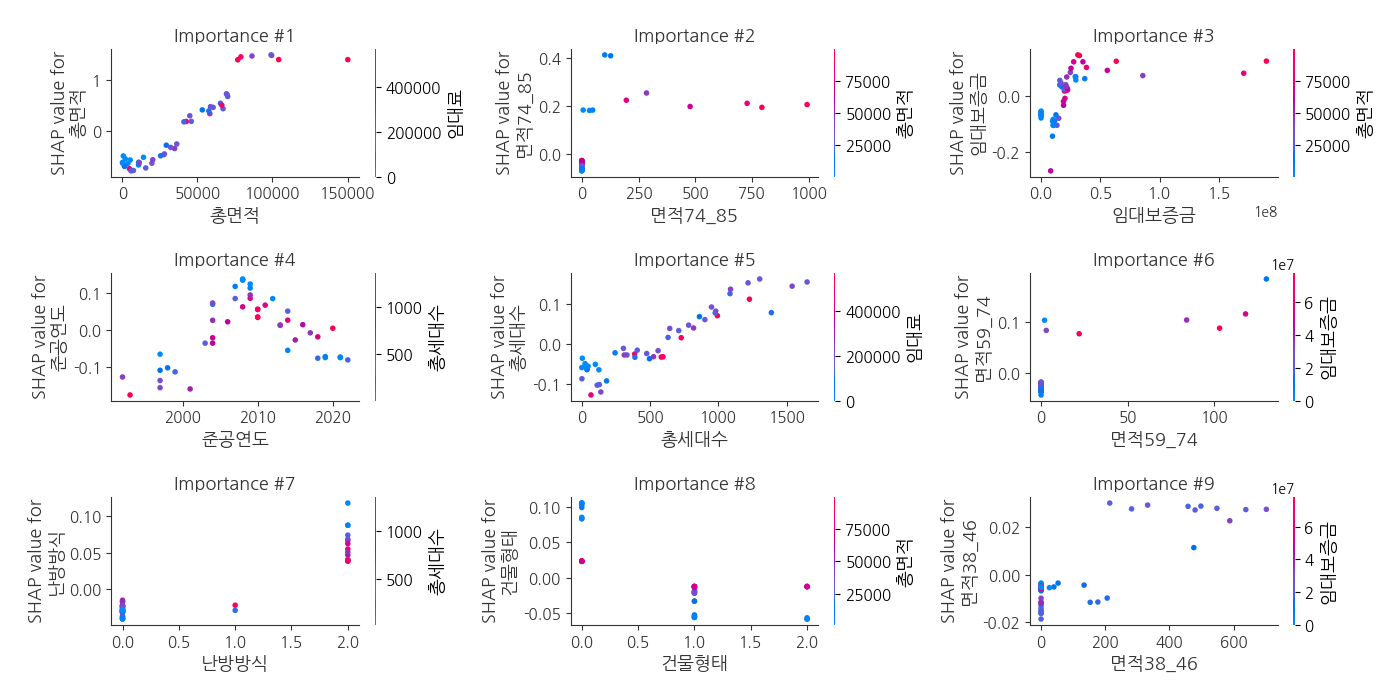 Importance #1
SHAP value for
총면적
1
0
0
50000
100000
150000
총면적
400000
200000
0
임대료
Importance #2
SHAP value for
면적74_85
0.4
0.2
0.0
0
250
500
750
1000
면적74_85
75000
50000
25000
총면적
Importance #3
SHAP value for
임대보증금
0.0
-0.2
0.0
0.5
1.0
1.5
1e8
임대보증금
75000
50000
25000
총면적
Importance #4
SHAP value for
준공연도
0.1
0.0
-0.1
2000
2010
2020
준공연도
1000
500
총세대수
Importance #5
SHAP value for
총세대수
0.1
0.0
-0.1
0
500
1000
1500
총세대수
400000
200000
0
임대료
Importance #6
SHAP value for
면적59_74
0.1
0.0
0
50
100
면적59_74
1e7
6
4
2
0
임대보증금
Importance #7
SHAP value for
난방방식
0.10
0.05
0.00
0.0
0.5
1.0
1.5
2.0
난방방식
1000
500
총세대수
Importance #8
SHAP value for
건물형태
0.10
0.05
0.00
-0.05
0.0
0.5
1.0
1.5
2.0
건물형태
75000
50000
25000
총면적
Importance #9
SHAP value for
면적38_46
0.02
0.00
-0.02
0
200
400
600
면적38_46
1e7
6
4
2
0
임대보증금